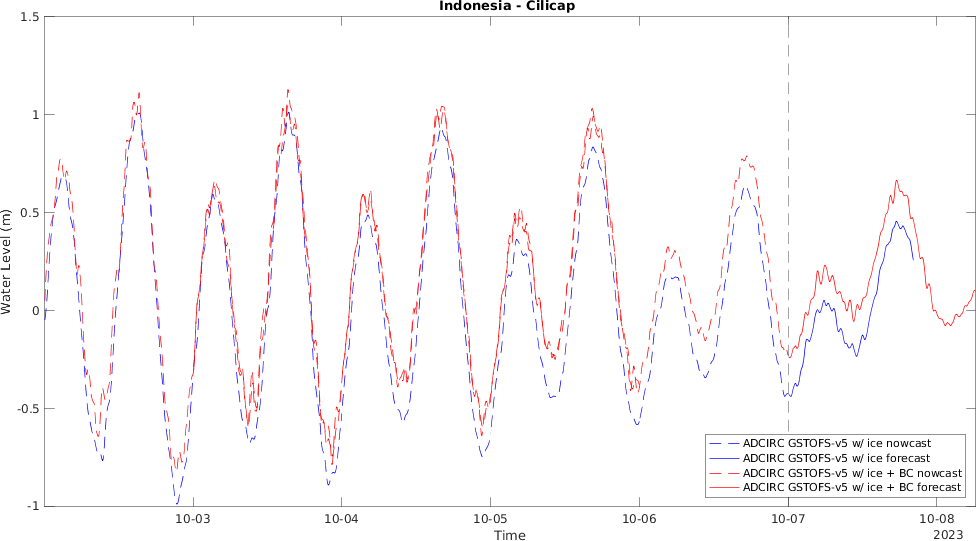 Indonesia - Cilicap
1.5
1
0.5
0
-0.5
-1
Water Level (m)
10-03
10-04
10-05
10-06
10-07
10-08
Time
2023
ADCIRC GSTOFS-v5 w/ ice nowcast
ADCIRC GSTOFS-v5 w/ ice forecast
ADCIRC GSTOFS-v5 w/ ice + BC nowcast
ADCIRC GSTOFS-v5 w/ ice + BC forecast